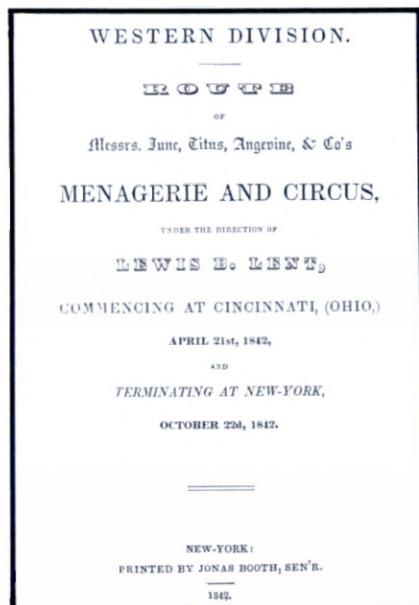 WESTERN DIVISION.
ROUTE
OF
Messrs. June, Titus, Angevine, & Co's
MENAGERIE AND CIRCUS,
UNDER THE DIRECTION OF
LEWIS B. LENT,
COMMENCING AT CINCINNATI, (OHIO,)
APRIL 21st, 1842,
AND
TERMINATING AT NEW-YORK,
OCTOBER 22d, 1842.
NEW-YORK:
PRINTED BY JONAS BOOTH, SEN'R.
1842.